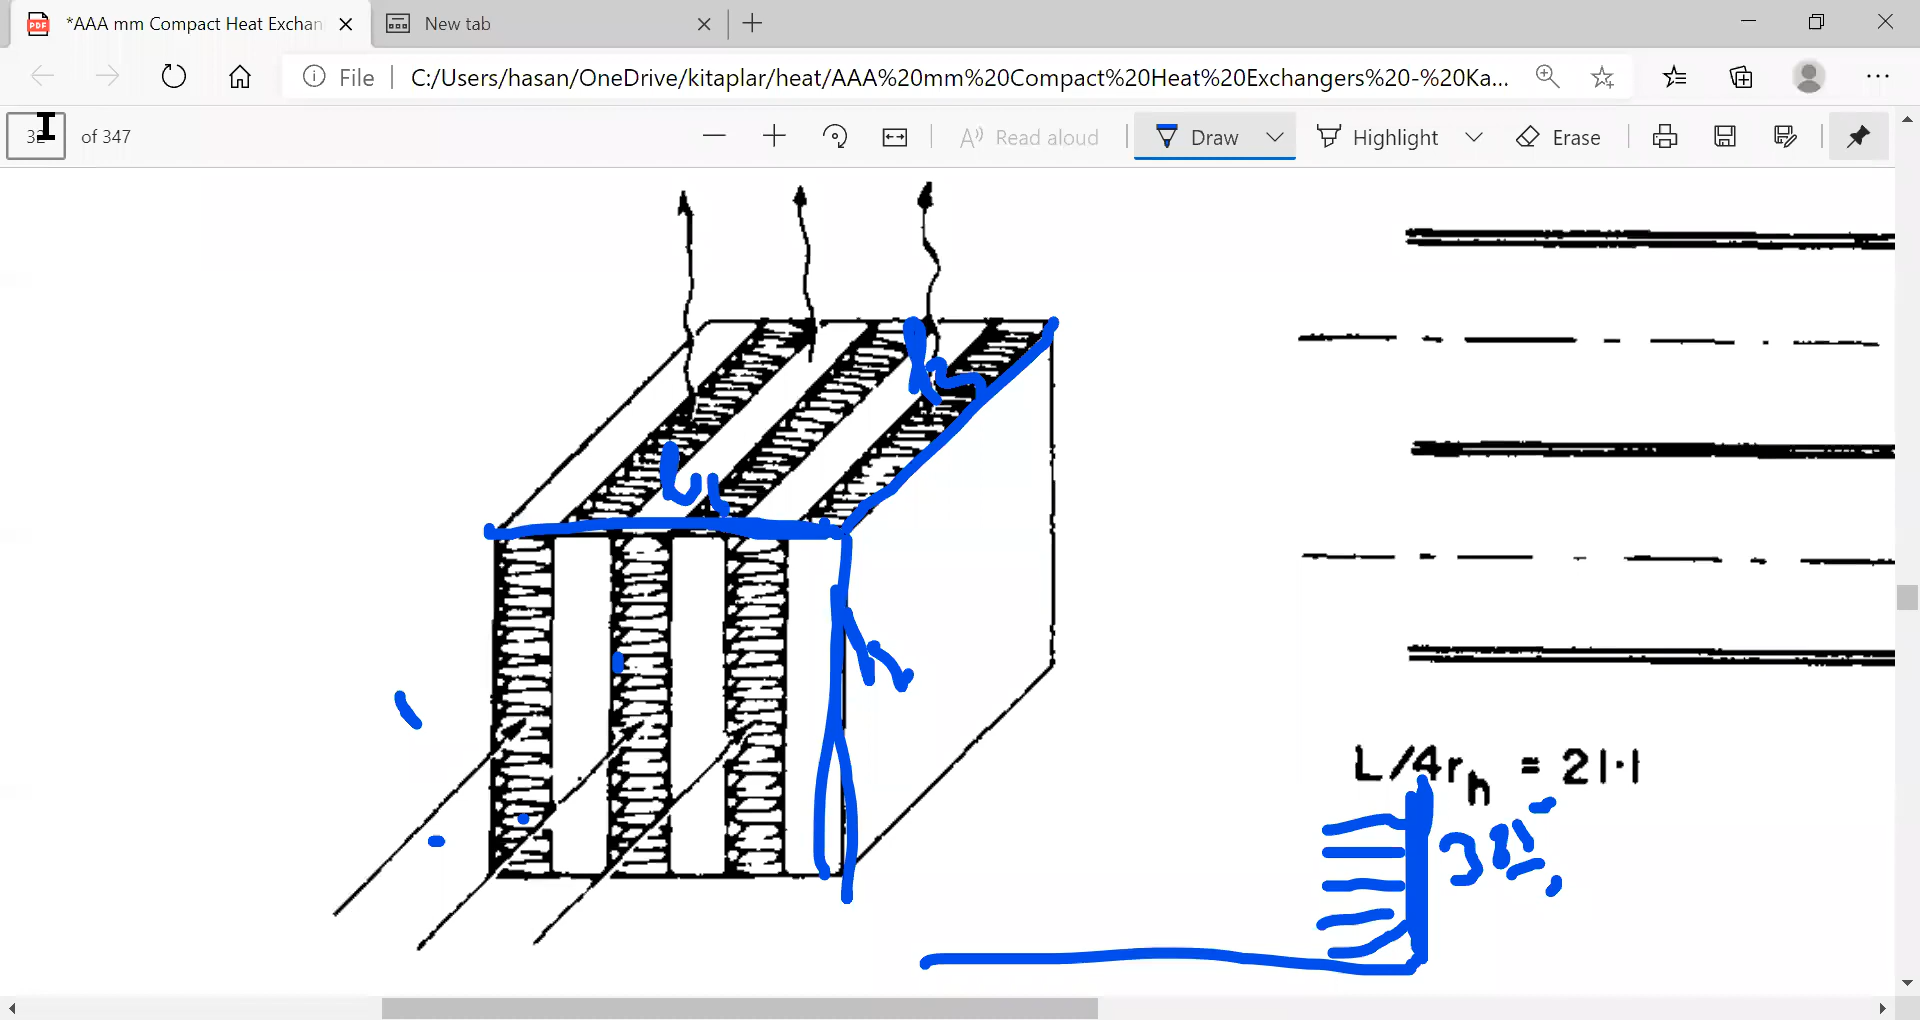 *AAA mm Compact Heat Exchan
New tab
File
C:/Users/hasan/OneDrive/kitaplar/heat/AAA%20mm%20Compact%20Heat%20Exchangers%20-%20Ka...
of 347
Read aloud
Draw
Highlight
Erase
L/4rh = 21.1